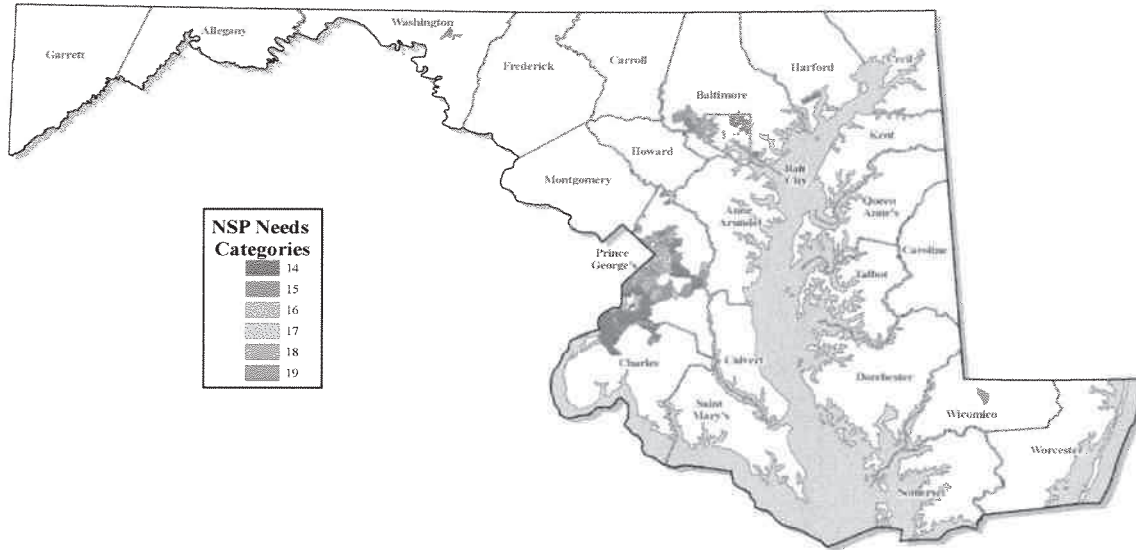 Garrett
Allegany
Washington
Frederick
Carroll
Baltimore
Harford
Cecil
Kent
Howard
Montgomery
Balt
City
Queen
Anne's
Anne
Arundel
Caroline
Talbot
Prince
George's
NSP Needs
Categories
14
15
16
17
18
19
Charles
Calvert
Dorchester
Saint
Mary's
Wicomico
Worcester
Somerset